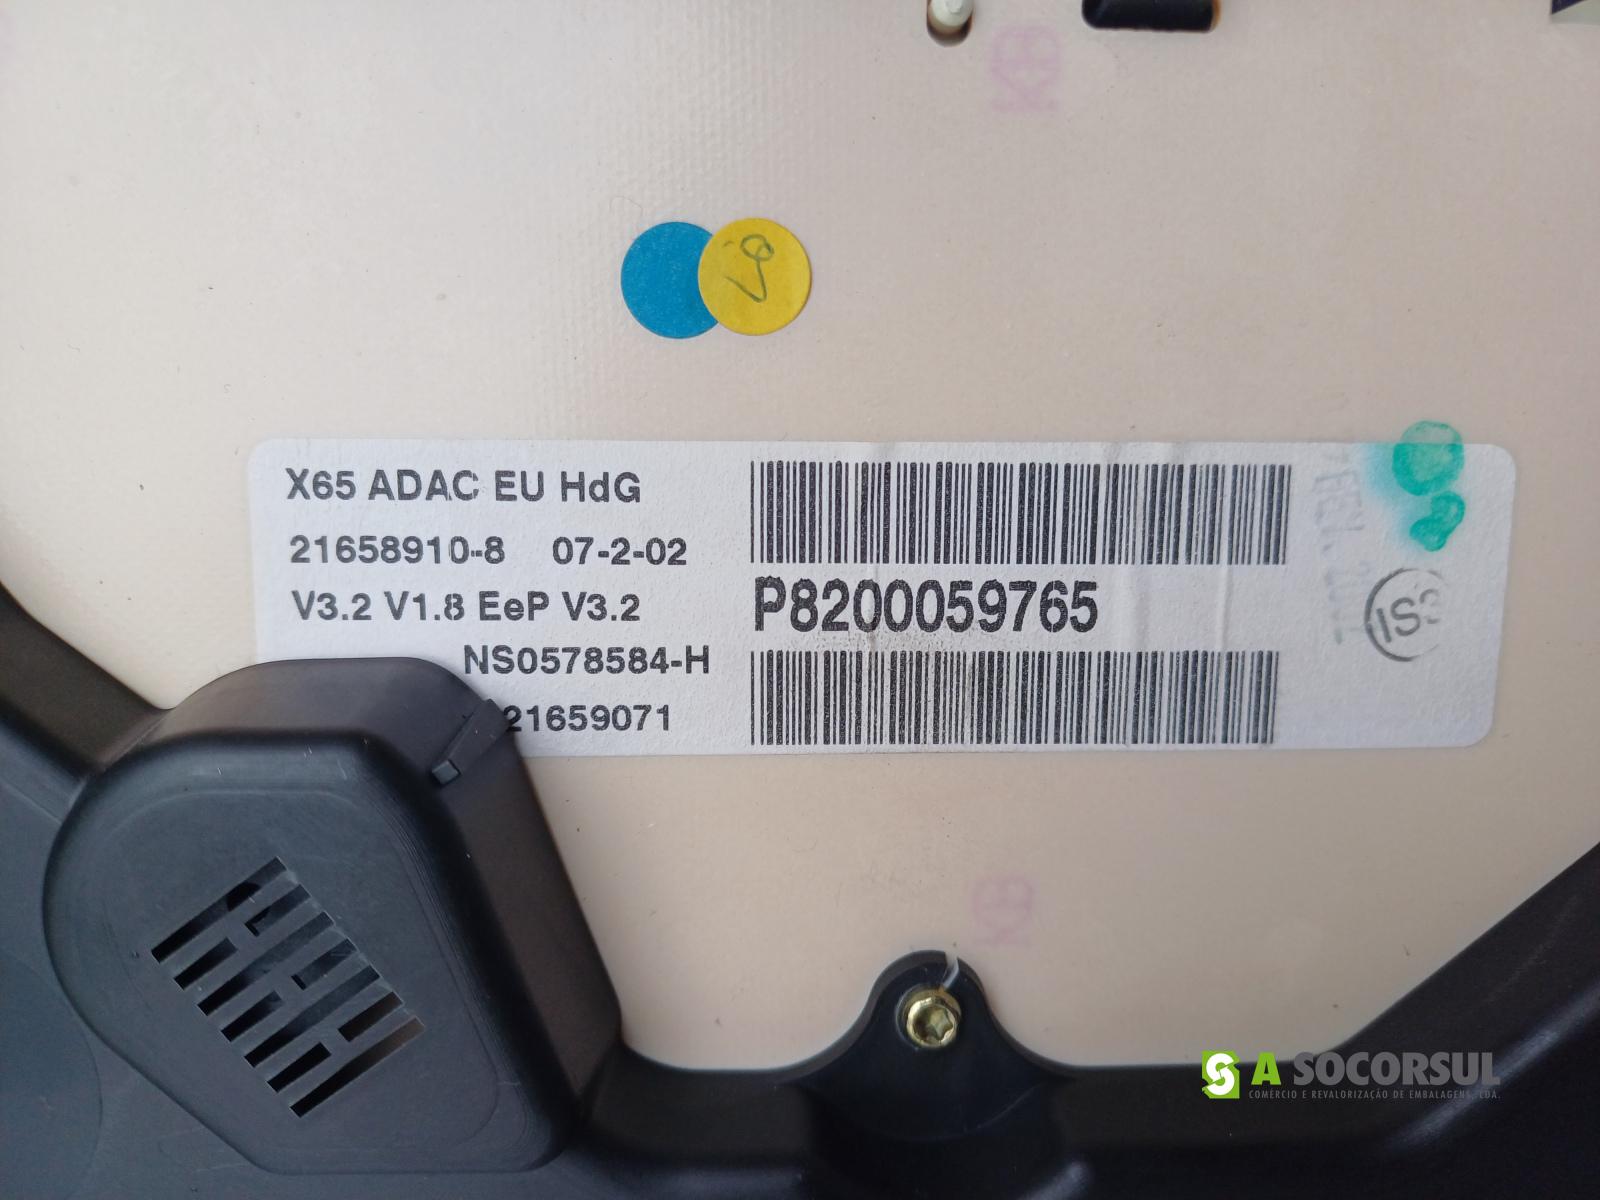 X65 ADAC EU HdG
21658910-8 07-2-02
V3.2 V1.8 EeP V3.2
NS0578584-H
21659071
P8200059765
A SOCORSUL
COMÉRCIO E REVALORIZAÇÃO DE EMBALAGENS, LDA.